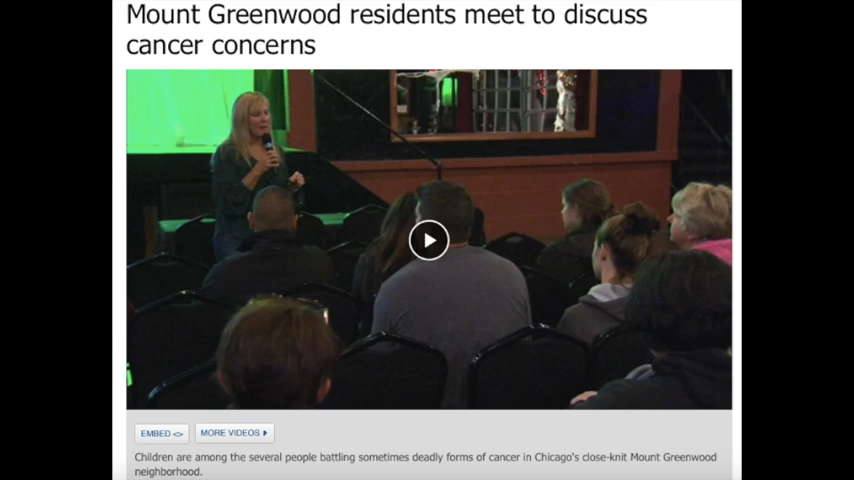 Mount Greenwood residents meet to discuss
cancer concerns
EMBED <>
MORE VIDEOS
Children are among the several people battling sometimes deadly forms of cancer in Chicago's close-knit Mount Greenwood
neighborhood.